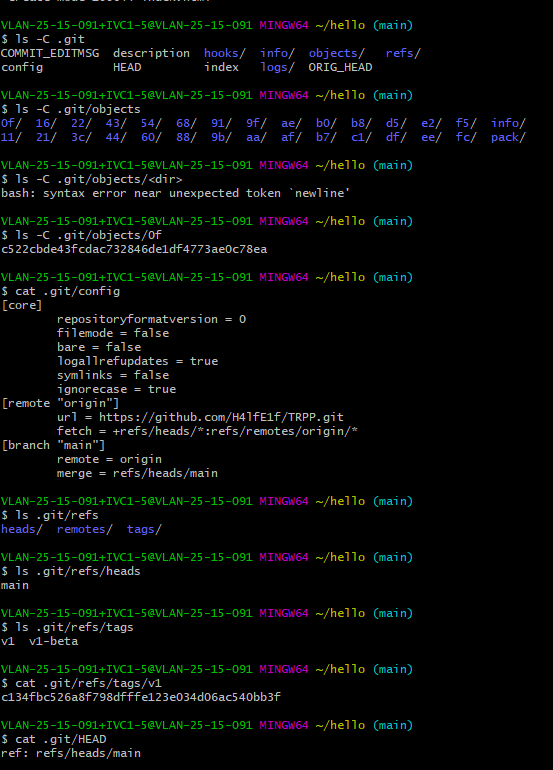 VLAN-25-15-091+IVC1-5@VLAN-25-15-091 MINGW64 ~/hello (main)
$ ls -C .git
COMMIT_EDITMSG  description  hooks/  info/  objects/   refs/
config          HEAD         index   logs/  ORIG_HEAD
VLAN-25-15-091+IVC1-5@VLAN-25-15-091 MINGW64 ~/hello (main)
$ ls -C .git/objects
0f/  16/  22/  43/  54/  68/  91/  9f/  ae/  b0/  b8/  d5/  e2/  f5/  info/
11/  21/  3c/  44/  60/  88/  9b/  aa/  af/  b7/  c1/  df/  ee/  fc/  pack/
VLAN-25-15-091+IVC1-5@VLAN-25-15-091 MINGW64 ~/hello (main)
$ ls -C .git/objects/<dir>
bash: syntax error near unexpected token `newline'
VLAN-25-15-091+IVC1-5@VLAN-25-15-091 MINGW64 ~/hello (main)
$ ls -C .git/objects/0f
c522cbde43fcdac732846de1df4773ae0c78ea
VLAN-25-15-091+IVC1-5@VLAN-25-15-091 MINGW64 ~/hello (main)
$ cat .git/config
[core]
        repositoryformatversion = 0
        filemode = false
        bare = false
        logallrefupdates = true
        symlinks = false
        ignorecase = true
[remote "origin"]
        url = https://github.com/H4lfE1f/TRPP.git
        fetch = +refs/heads/*:refs/remotes/origin/*
[branch "main"]
        remote = origin
        merge = refs/heads/main
VLAN-25-15-091+IVC1-5@VLAN-25-15-091 MINGW64 ~/hello (main)
$ ls .git/refs
heads/  remotes/  tags/
VLAN-25-15-091+IVC1-5@VLAN-25-15-091 MINGW64 ~/hello (main)
$ ls .git/refs/heads
main
VLAN-25-15-091+IVC1-5@VLAN-25-15-091 MINGW64 ~/hello (main)
$ ls .git/refs/tags
v1  v1-beta
VLAN-25-15-091+IVC1-5@VLAN-25-15-091 MINGW64 ~/hello (main)
$ cat .git/refs/tags/v1
c134fbc526a8f798dfffe123e034d06ac540bb3f
VLAN-25-15-091+IVC1-5@VLAN-25-15-091 MINGW64 ~/hello (main)
$ cat .git/HEAD
ref: refs/heads/main